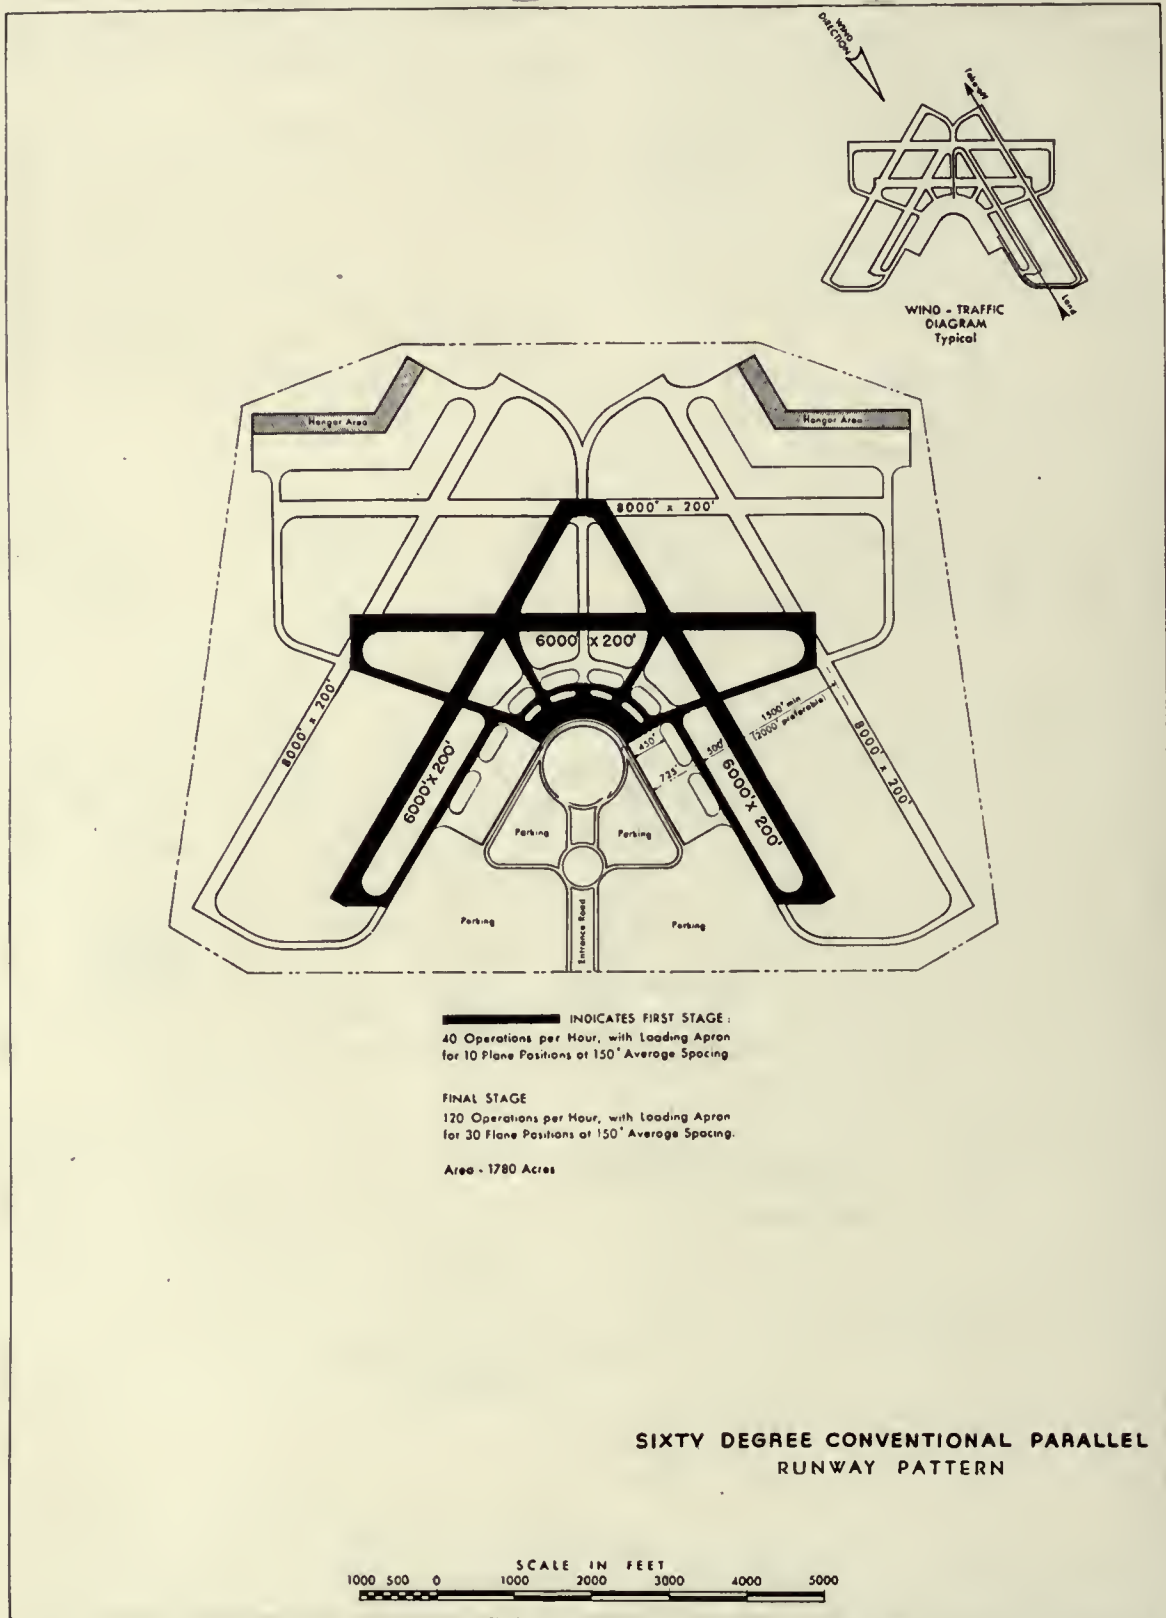 WIND
DIRECTION
Take-off
Land
WIND - TRAFFIC
DIAGRAM
Typical
Hangar Area
Hangar Area
8000' x 200'
6000' x 200'
8000' x 200'
6000' x 200'
1500' min
(2000' preferable)
8000' x 200'
450'
500'
725'
6000' x 200'
Parking
Parking
Parking
Entrance Road
Parking
INDICATES FIRST STAGE:
40 Operations per Hour, with Loading Apron
for 10 Plane Positions at 150' Average Spacing
FINAL STAGE
120 Operations per Hour, with Loading Apron
for 30 Plane Positions at 150' Average Spacing.
Area - 1780 Acres
SIXTY DEGREE CONVENTIONAL PARALLEL
RUNWAY PATTERN
SCALE IN FEET
1000 500 0 1000 2000 3000 4000 5000